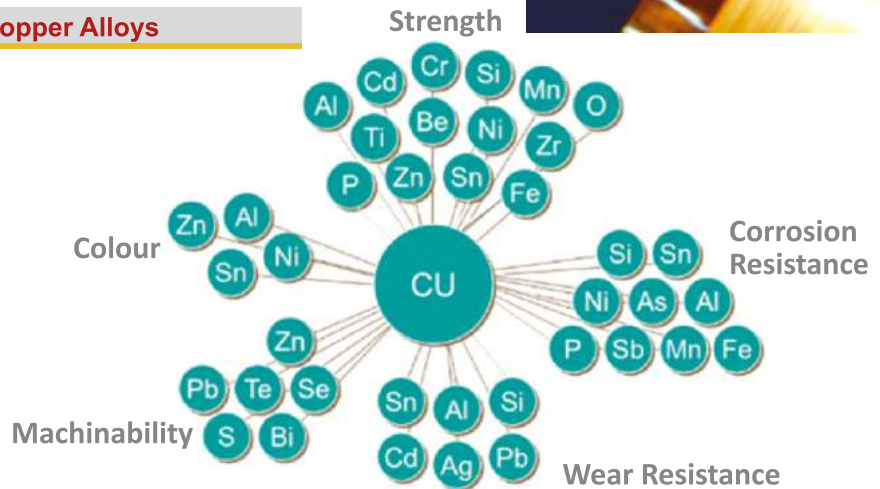 opper Alloys
Strength
Cd Cr Si
Al Mn O
Ti Be Ni Zr
P Zn Sn Fe
Zn Al
Colour
Sn Ni
CU
Corrosion
Resistance
Si Sn
Ni As Al
P Sb Mn Fe
Zn
Pb Te Se
S Bi
Machinability
Sn Al Si
Cd Ag Pb
Wear Resistance